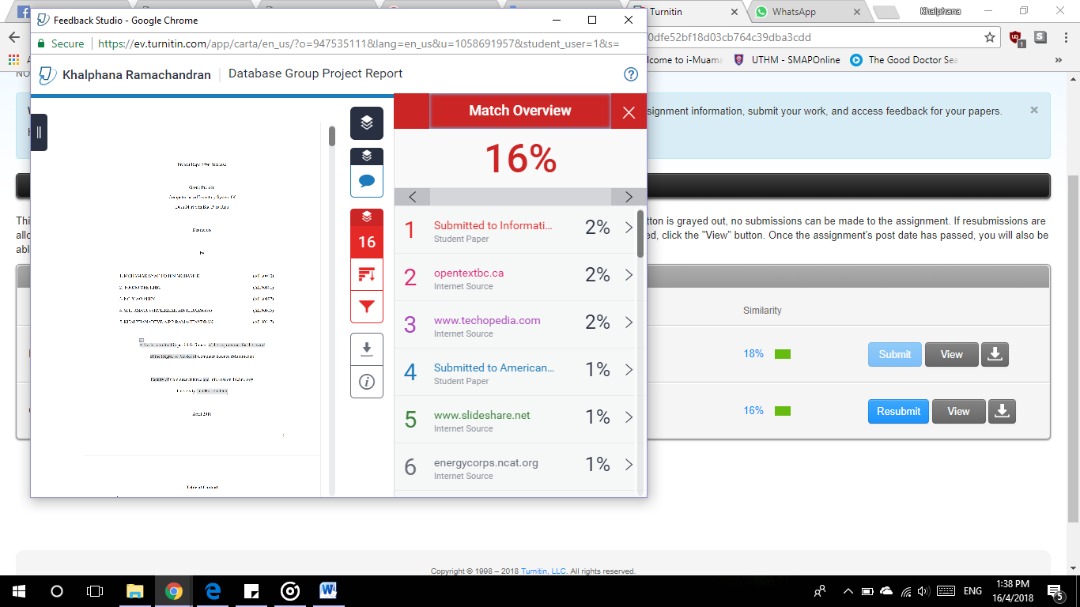 Feedback Studio - Google Chrome
Turnitin
WhatsApp
Khalphana
Secure
https://ev.turnitin.com/app/carta/en_us/?o=947535111&lang=en_us&u=1058691957&student_user=1&s=
0dfe52bf18d03cb764c39dba3cdd
lcome to i-Muam
UTHM - SMAPOnline
The Good Doctor Sea
Khalphana Ramachandran
Database Group Project Report
Match Overview
16%
signment information, submit your work, and access feedback for your papers.
16
1 Submitted to Informati... 2%
Student Paper
2 opentextbc.ca 2%
Internet Source
3 www.techopedia.com 2%
Internet Source
4 Submitted to American... 1%
Student Paper
5 www.slideshare.net 1%
Internet Source
6 energycorps.ncat.org 1%
Internet Source
Thi
allo
abl
tton is grayed out, no submissions can be made to the assignment. If resubmissions are
ed, click the "View" button. Once the assignment's post date has passed, you will also be
Similarity
18% Submit View
16% Resubmit View
Copyright © 1998 – 2018 Turnitin, LLC. All rights reserved.
ENG
1:38 PM
16/4/2018
5